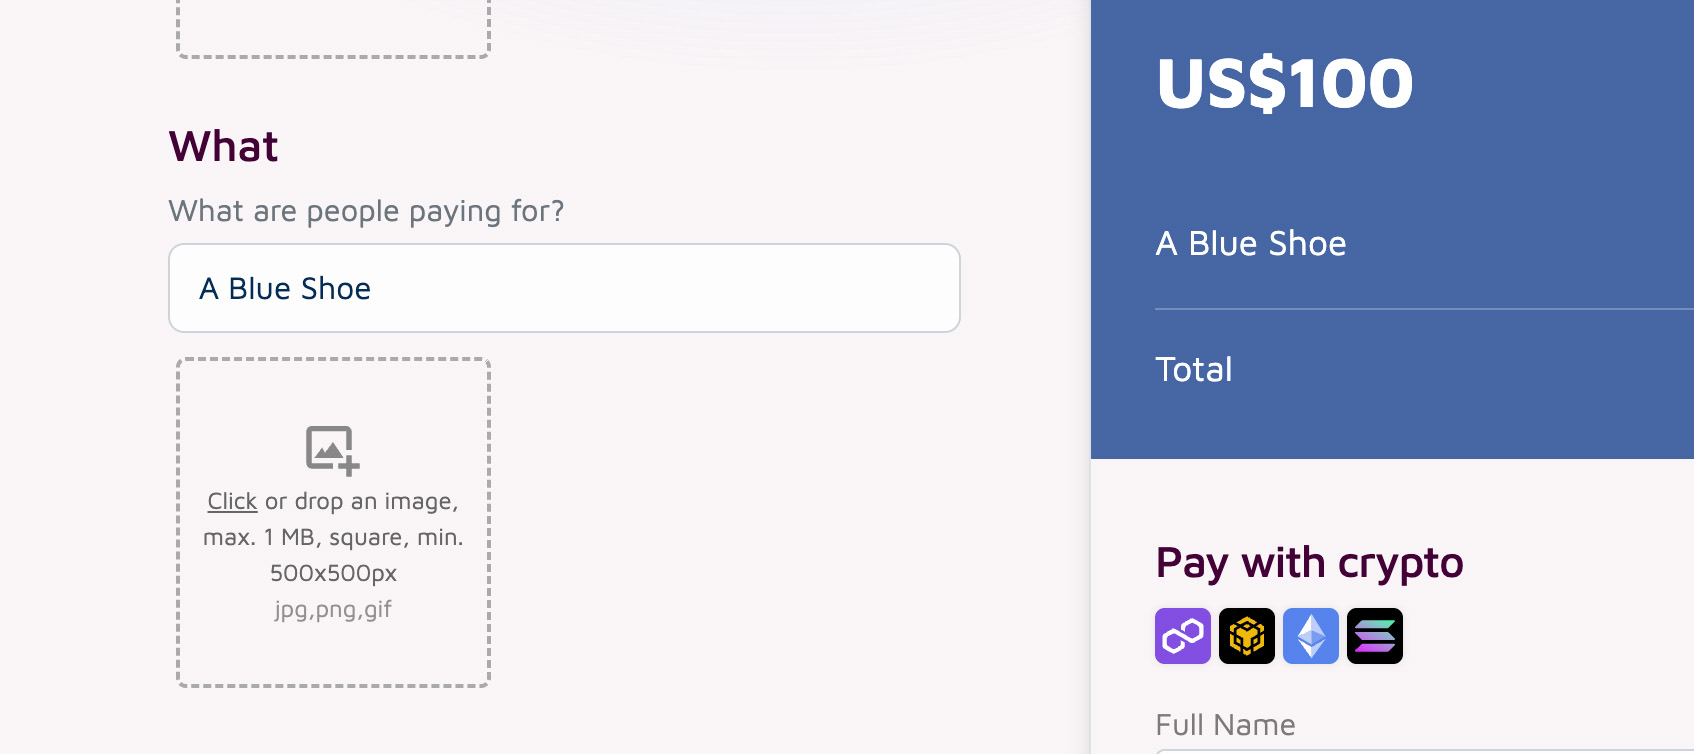 What
What are people paying for?
A Blue Shoe
Click or drop an image,
max. 1 MB, square, min.
500x500px
jpg,png,gif
US$100
A Blue Shoe
Total
Pay with crypto
Full Name